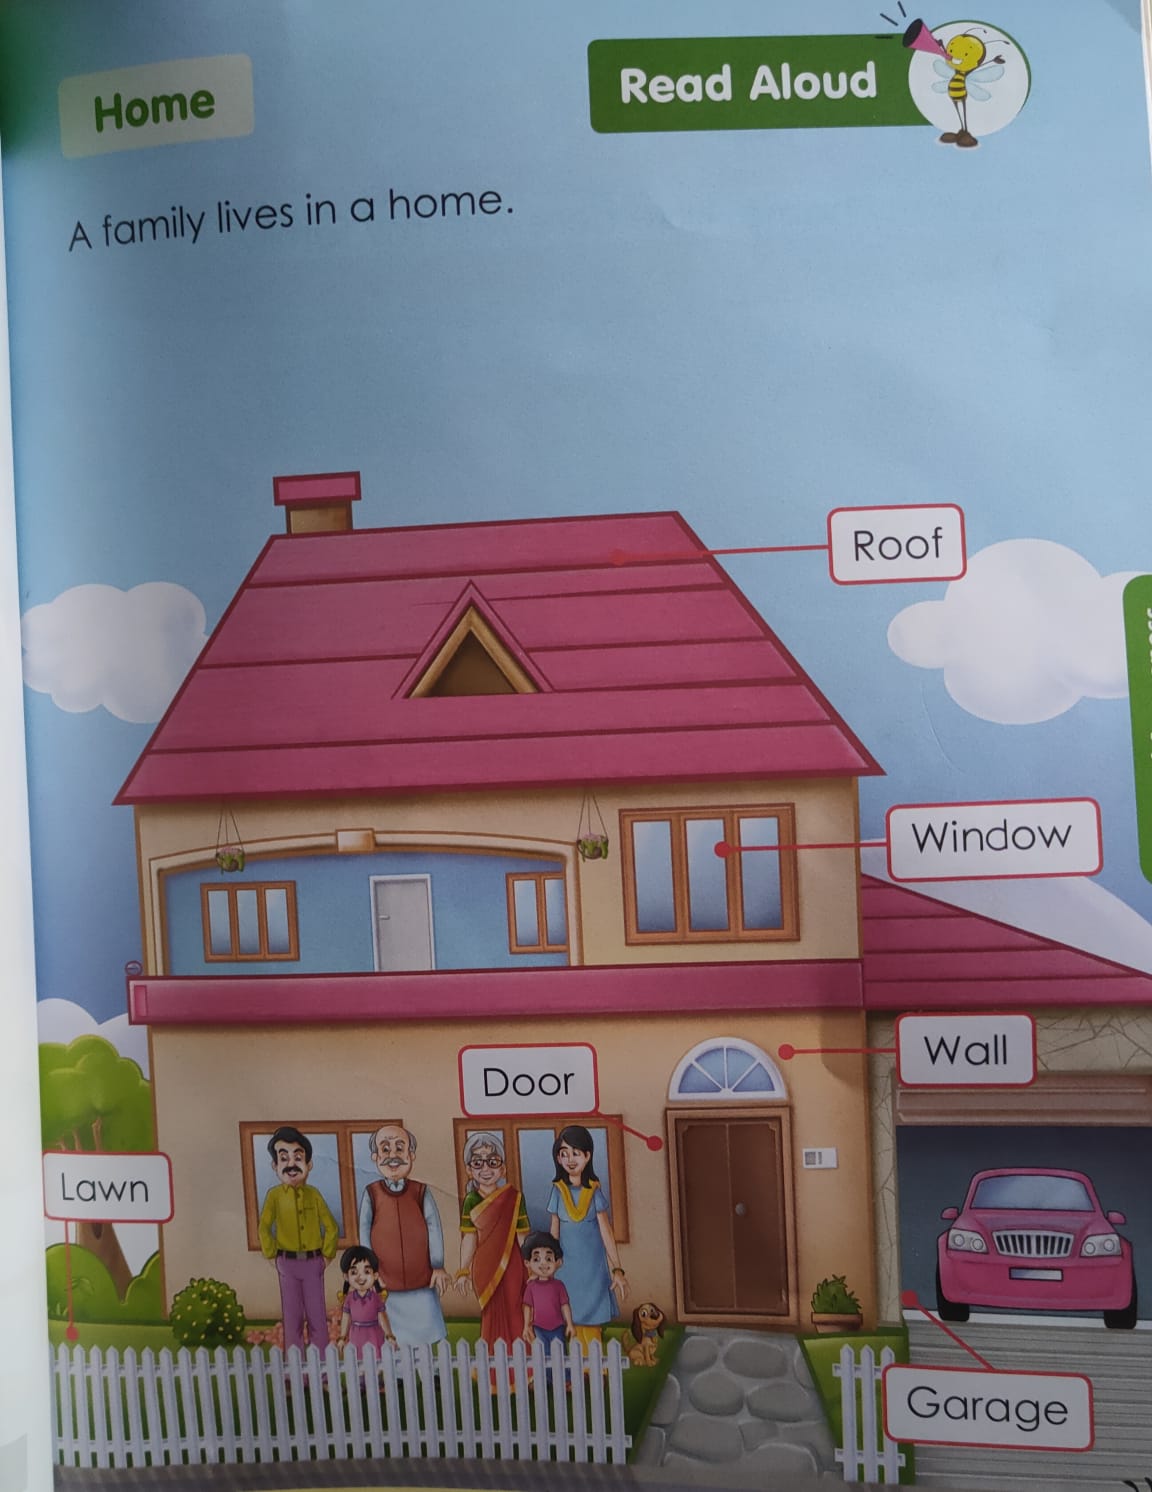 Home
Read Aloud
A family lives in a home.
Roof
Window
Wall
Door
Lawn
Garage